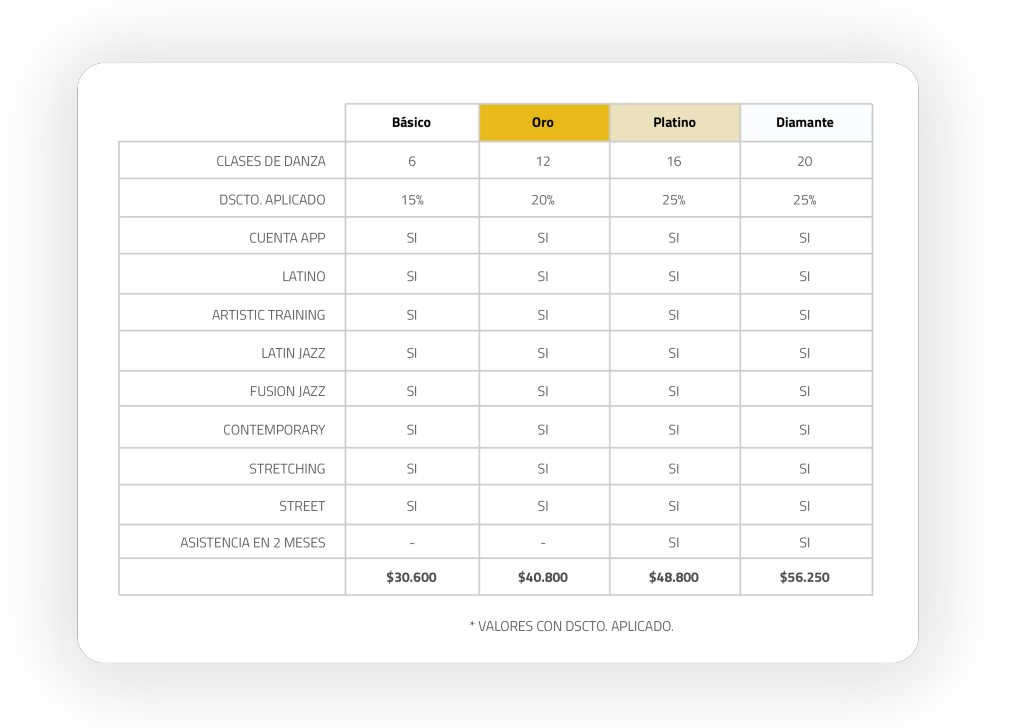 Básico Oro Platino Diamante
CLASES DE DANZA 6 12 16 20
DSCTO. APLICADO 15% 20% 25% 25%
CUENTA APP SI SI SI SI
LATINO SI SI SI SI
ARTISTIC TRAINING SI SI SI SI
LATIN JAZZ SI SI SI SI
FUSION JAZZ SI SI SI SI
CONTEMPORARY SI SI SI SI
STRETCHING SI SI SI SI
STREET SI SI SI SI
ASISTENCIA EN 2 MESES - - SI SI
$30.600 $40.800 $48.800 $56.250
* VALORES CON DSCTO. APLICADO.